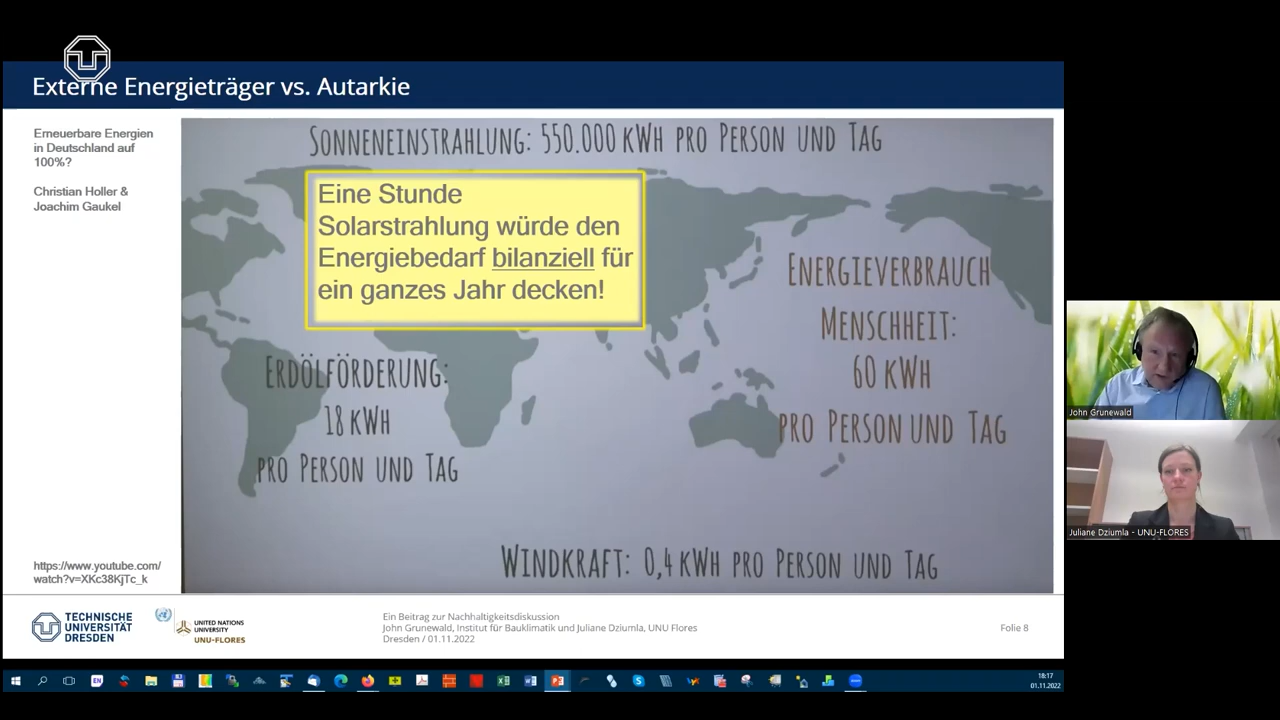 Externe Energieträger vs. Autarkie
Erneuerbare Energien
in Deutschland auf
100%?
Christian Holler &
Joachim Gaukel
SONNENEINSTRAHLUNG: 550.000 KWH PRO PERSON UND TAG
Eine Stunde
Solarstrahlung würde den
Energiebedarf bilanziell für
ein ganzes Jahr decken!
ENERGIEVERBRAUCH
MENSCHHEIT:
60 KWH
PRO PERSON UND TAG
ERDÖLFÖRDERUNG:
18 KWH
PRO PERSON UND TAG
WINDKRAFT: 0,4 KWH PRO PERSON UND TAG
https://www.youtube.com/
watch?v=XKc38KjTc_k
TECHNISCHE
UNIVERSITÄT
DRESDEN
UNITED NATIONS
UNIVERSITY
UNU-FLORES
Ein Beitrag zur Nachhaltigkeitsdiskussion
John Grunewald, Institut für Bauklimatik und Juliane Dziumla, UNU Flores
Dresden / 01.11.2022
Folie 8
John Grunewald
Juliane Dziumla - UNU-FLORES
18:17
01.11.2022